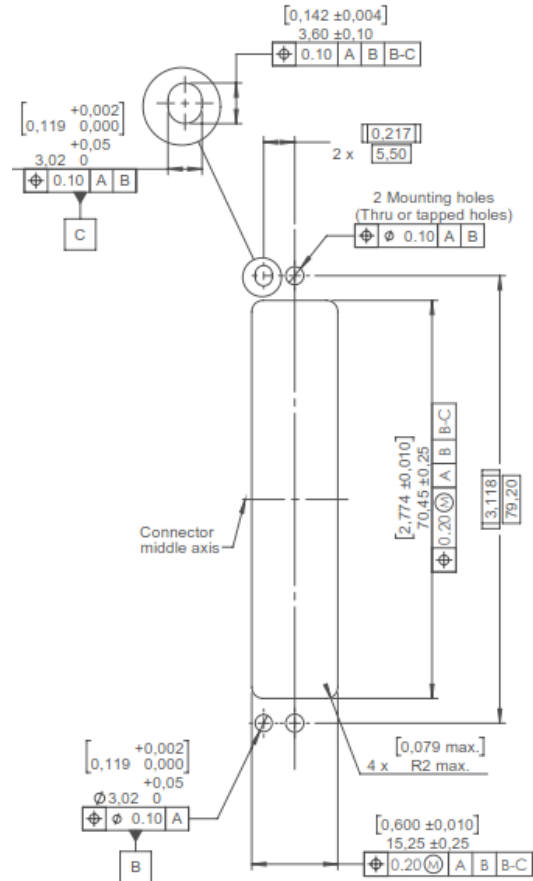 [0,142 ±0,004]
3,60 ±0,10
⌖ 0.10 A B B-C
+0,002
[0,119 0,000]
+0,05
3,02 0
⌖ 0.10 A B
C
[0,217]
2 x 5,50
2 Mounting holes
(Thru or tapped holes)
⌖ ϕ 0.10 A B
[2,774 ±0,010]
70,45 ±0,25
⌖ 0.20 Ⓜ A B B-C
[3,118]
79,20
Connector
middle axis
[0,079 max.]
4 x R2 max.
+0,002
[0,119 0,000]
+0,05
∅3,02 0
⌖ ϕ 0.10 A
B
[0,600 ±0,010]
15,25 ±0,25
⌖ 0.20 Ⓜ A B B-C